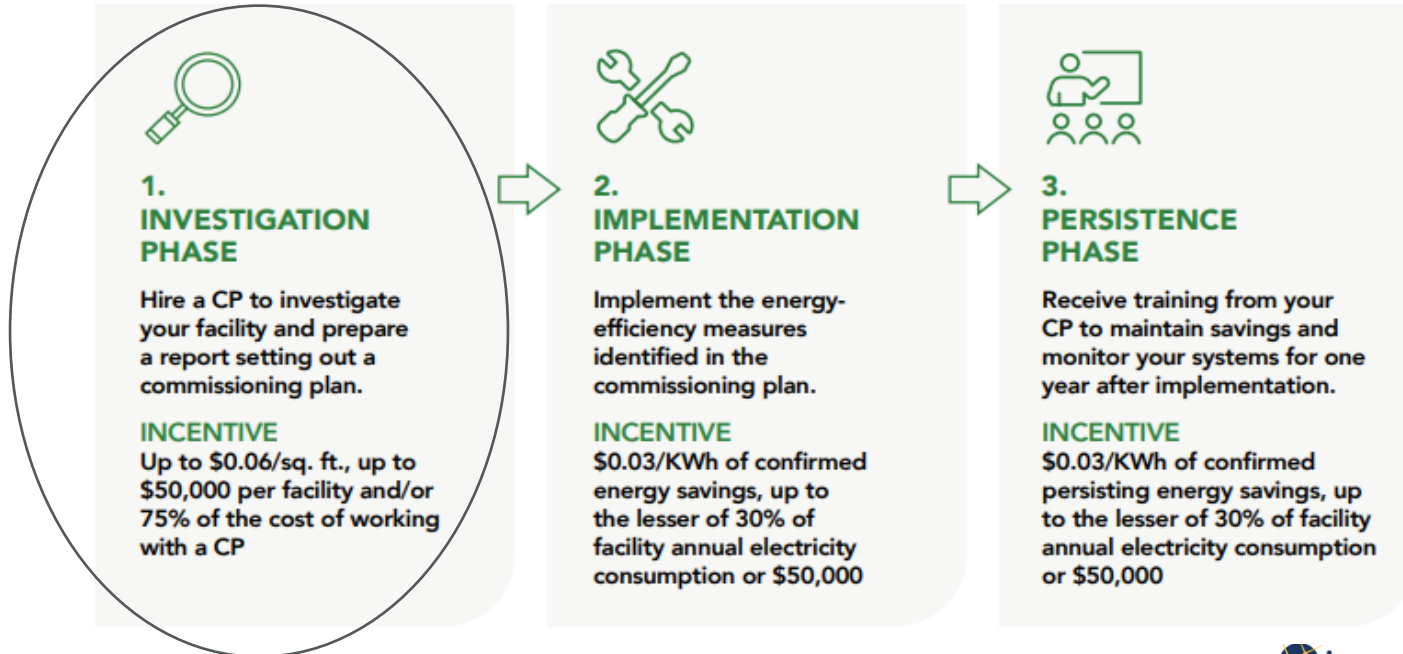 1.
INVESTIGATION
PHASE
Hire a CP to investigate
your facility and prepare
a report setting out a
commissioning plan.
INCENTIVE
Up to $0.06/sq. ft., up to
$50,000 per facility and/or
75% of the cost of working
with a CP
2.
IMPLEMENTATION
PHASE
Implement the energy-
efficiency measures
identified in the
commissioning plan.
INCENTIVE
$0.03/KWh of confirmed
energy savings, up to
the lesser of 30% of
facility annual electricity
consumption or $50,000
3.
PERSISTENCE
PHASE
Receive training from your
CP to maintain savings and
monitor your systems for one
year after implementation.
INCENTIVE
$0.03/KWh of confirmed
persisting energy savings, up
to the lesser of 30% of facility
annual electricity consumption
or $50,000